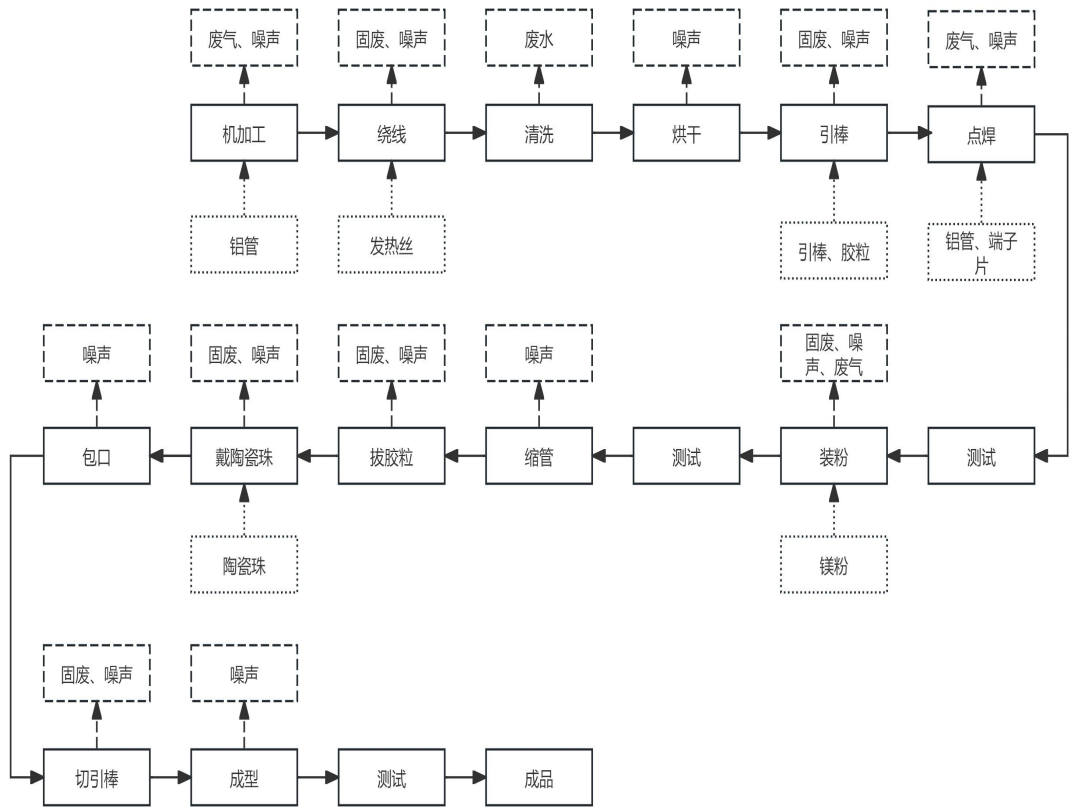 废气、噪声
固废、噪声
废水
噪声
固废、噪声
废气、噪声
机加工
绕线
清洗
烘干
引棒
点焊
铝管
发热丝
引棒、胶粒
铝管、端子
片
噪声
固废、噪声
固废、噪声
噪声
固废、噪
声、废气
包口
戴陶瓷珠
拔胶粒
缩管
测试
装粉
测试
陶瓷珠
镁粉
固废、噪声
噪声
切引棒
成型
测试
成品